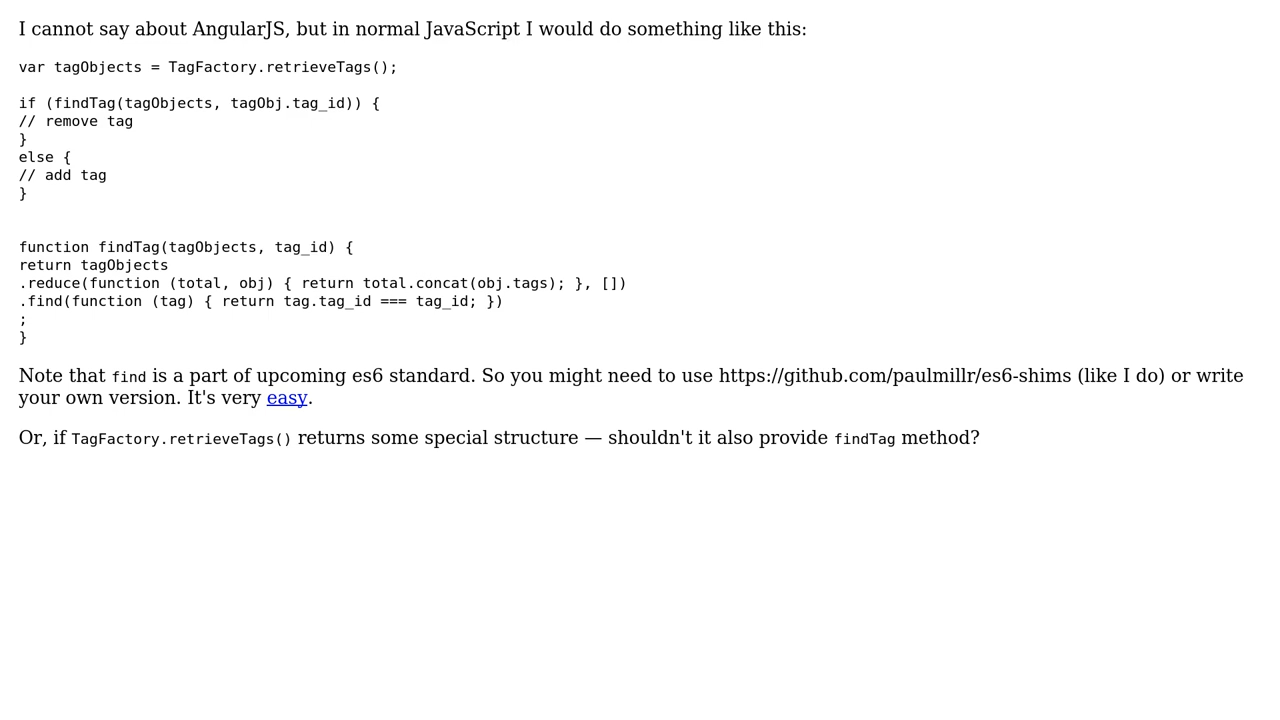 I cannot say about AngularJS, but in normal JavaScript I would do something like this:
var tagObjects = TagFactory.retrieveTags();
if (findTag(tagObjects, tagObj.tag_id)) {
// remove tag
}
else {
// add tag
}
function findTag(tagObjects, tag_id) {
return tagObjects
.reduce(function (total, obj) { return total.concat(obj.tags); }, [])
.find(function (tag) { return tag.tag_id === tag_id; })
;
}
Note that find is a part of upcoming es6 standard. So you might need to use https://github.com/paulmillr/es6-shims (like I do) or write
your own version. It's very easy.
Or, if TagFactory.retrieveTags() returns some special structure — shouldn't it also provide findTag method?